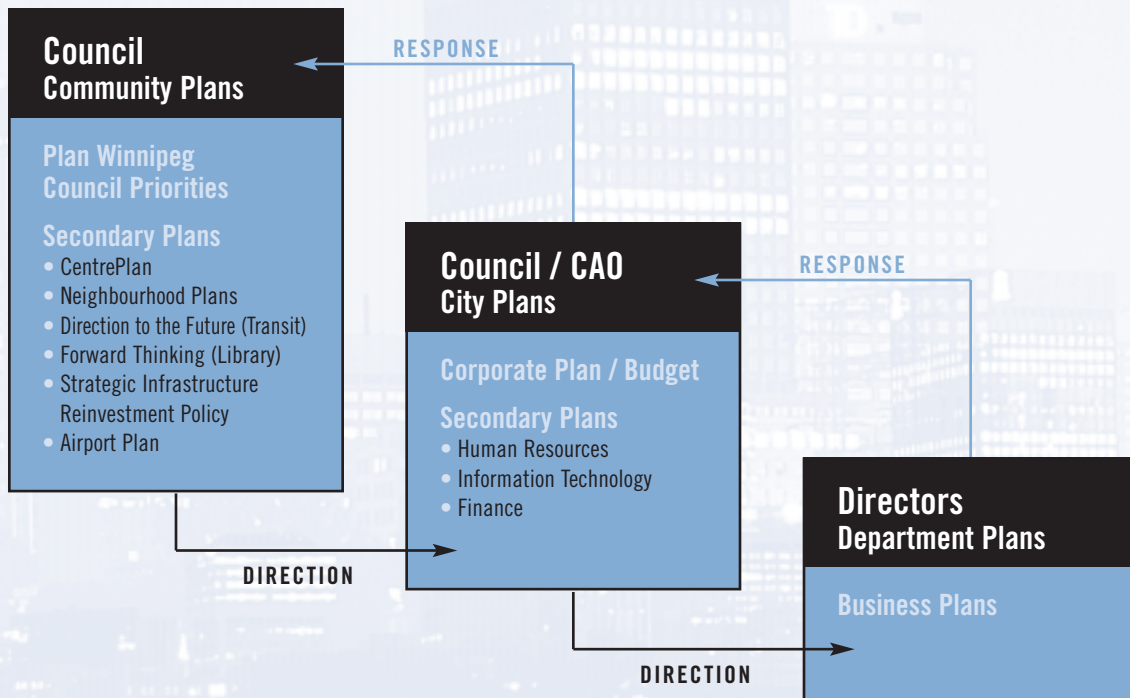 Council
Community Plans
Plan Winnipeg
Council Priorities
Secondary Plans
• CentrePlan
• Neighbourhood Plans
• Direction to the Future (Transit)
• Forward Thinking (Library)
• Strategic Infrastructure
Reinvestment Policy
• Airport Plan
RESPONSE
DIRECTION
Council / CAO
City Plans
Corporate Plan / Budget
Secondary Plans
• Human Resources
• Information Technology
• Finance
RESPONSE
DIRECTION
Directors
Department Plans
Business Plans